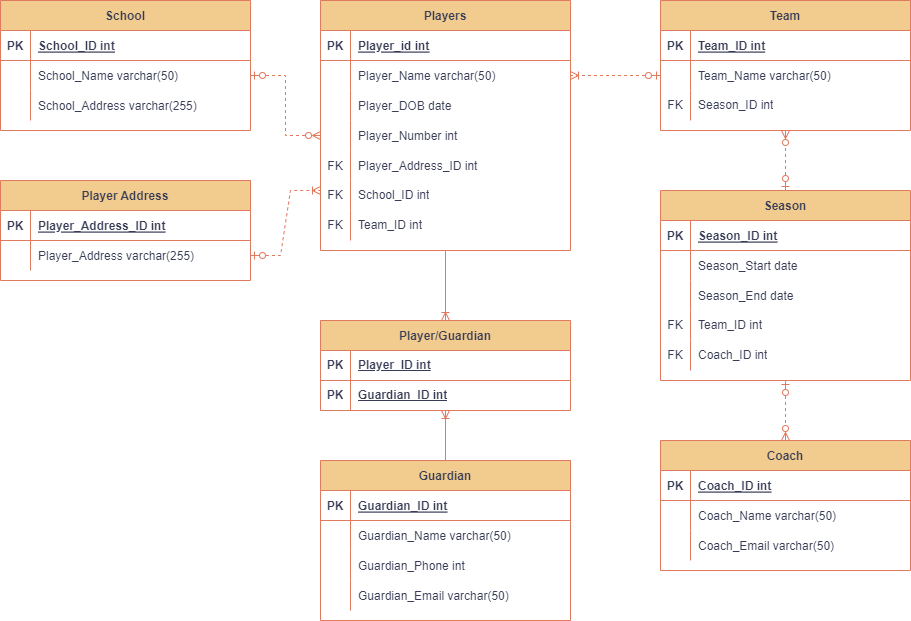 School
PK School_ID int
School_Name varchar(50)
School_Address varchar(255)
Player Address
PK Player_Address_ID int
Player_Address varchar(255)
Players
PK Player_id int
Player_Name varchar(50)
Player_DOB date
Player_Number int
FK Player_Address_ID int
FK School_ID int
FK Team_ID int
Player/Guardian
PK Player_ID int
PK Guardian_ID int
Guardian
PK Guardian_ID int
Guardian_Name varchar(50)
Guardian_Phone int
Guardian_Email varchar(50)
Team
PK Team_ID int
Team_Name varchar(50)
FK Season_ID int
Season
PK Season_ID int
Season_Start date
Season_End date
FK Team_ID int
FK Coach_ID int
Coach
PK Coach_ID int
Coach_Name varchar(50)
Coach_Email varchar(50)